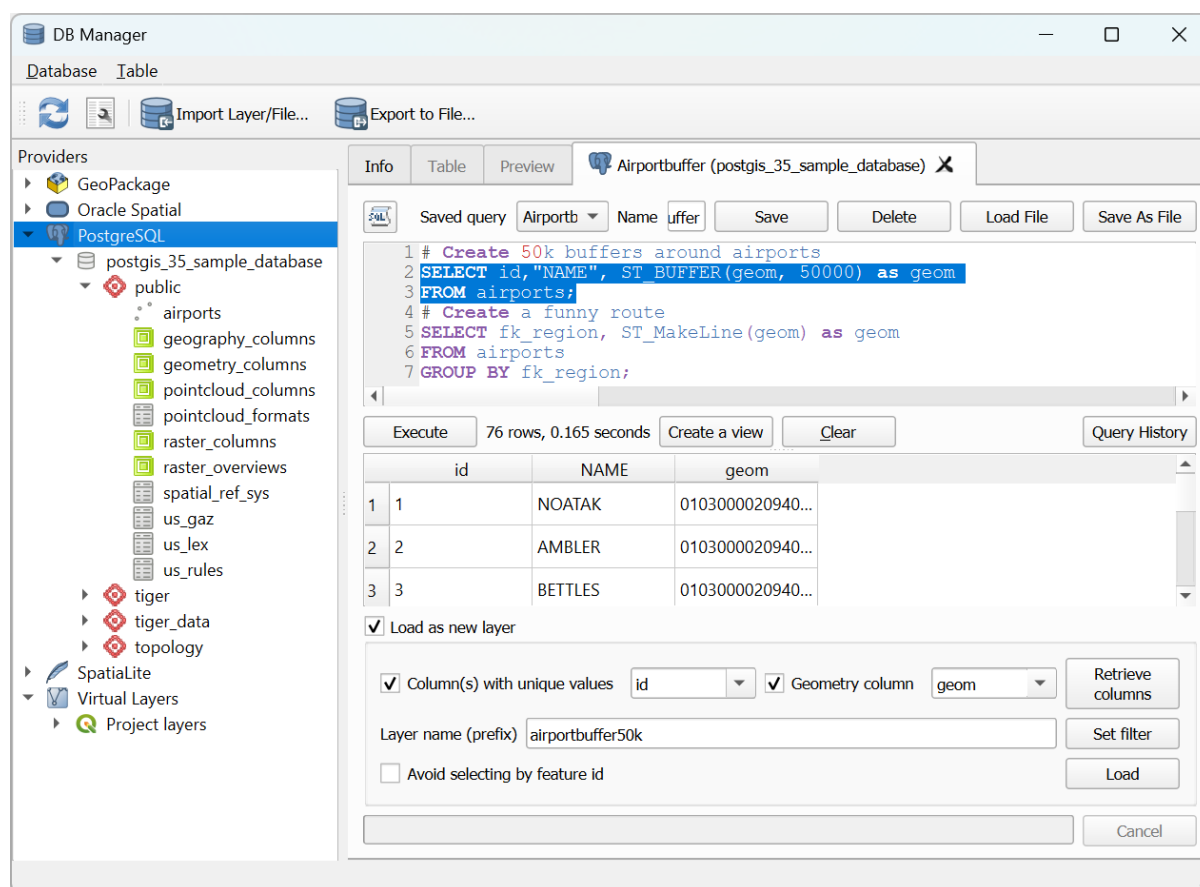 DB Manager
Database Table
Import Layer/File... Export to File...
Providers
GeoPackage
Oracle Spatial
PostgreSQL
postgis_35_sample_database
public
airports
geography_columns
geometry_columns
pointcloud_columns
pointcloud_formats
raster_columns
raster_overviews
spatial_ref_sys
us_gaz
us_lex
us_rules
tiger
tiger_data
topology
SpatiaLite
Virtual Layers
Project layers
Info Table Preview Airportbuffer (postgis_35_sample_database)
SQL Saved query Airportb Name uffer Save Delete Load File Save As File
1 # Create 50k buffers around airports
2 SELECT id,"NAME", ST_BUFFER(geom, 50000) as geom
3 FROM airports;
4 # Create a funny route
5 SELECT fk_region, ST_MakeLine(geom) as geom
6 FROM airports
7 GROUP BY fk_region;
Execute 76 rows, 0.165 seconds Create a view Clear Query History
id NAME geom
1 1 NOATAK 0103000020940...
2 2 AMBLER 0103000020940...
3 3 BETTLES 0103000020940...
Load as new layer
Column(s) with unique values id Geometry column geom Retrieve columns
Layer name (prefix) airportbuffer50k Set filter
Avoid selecting by feature id Load
Cancel